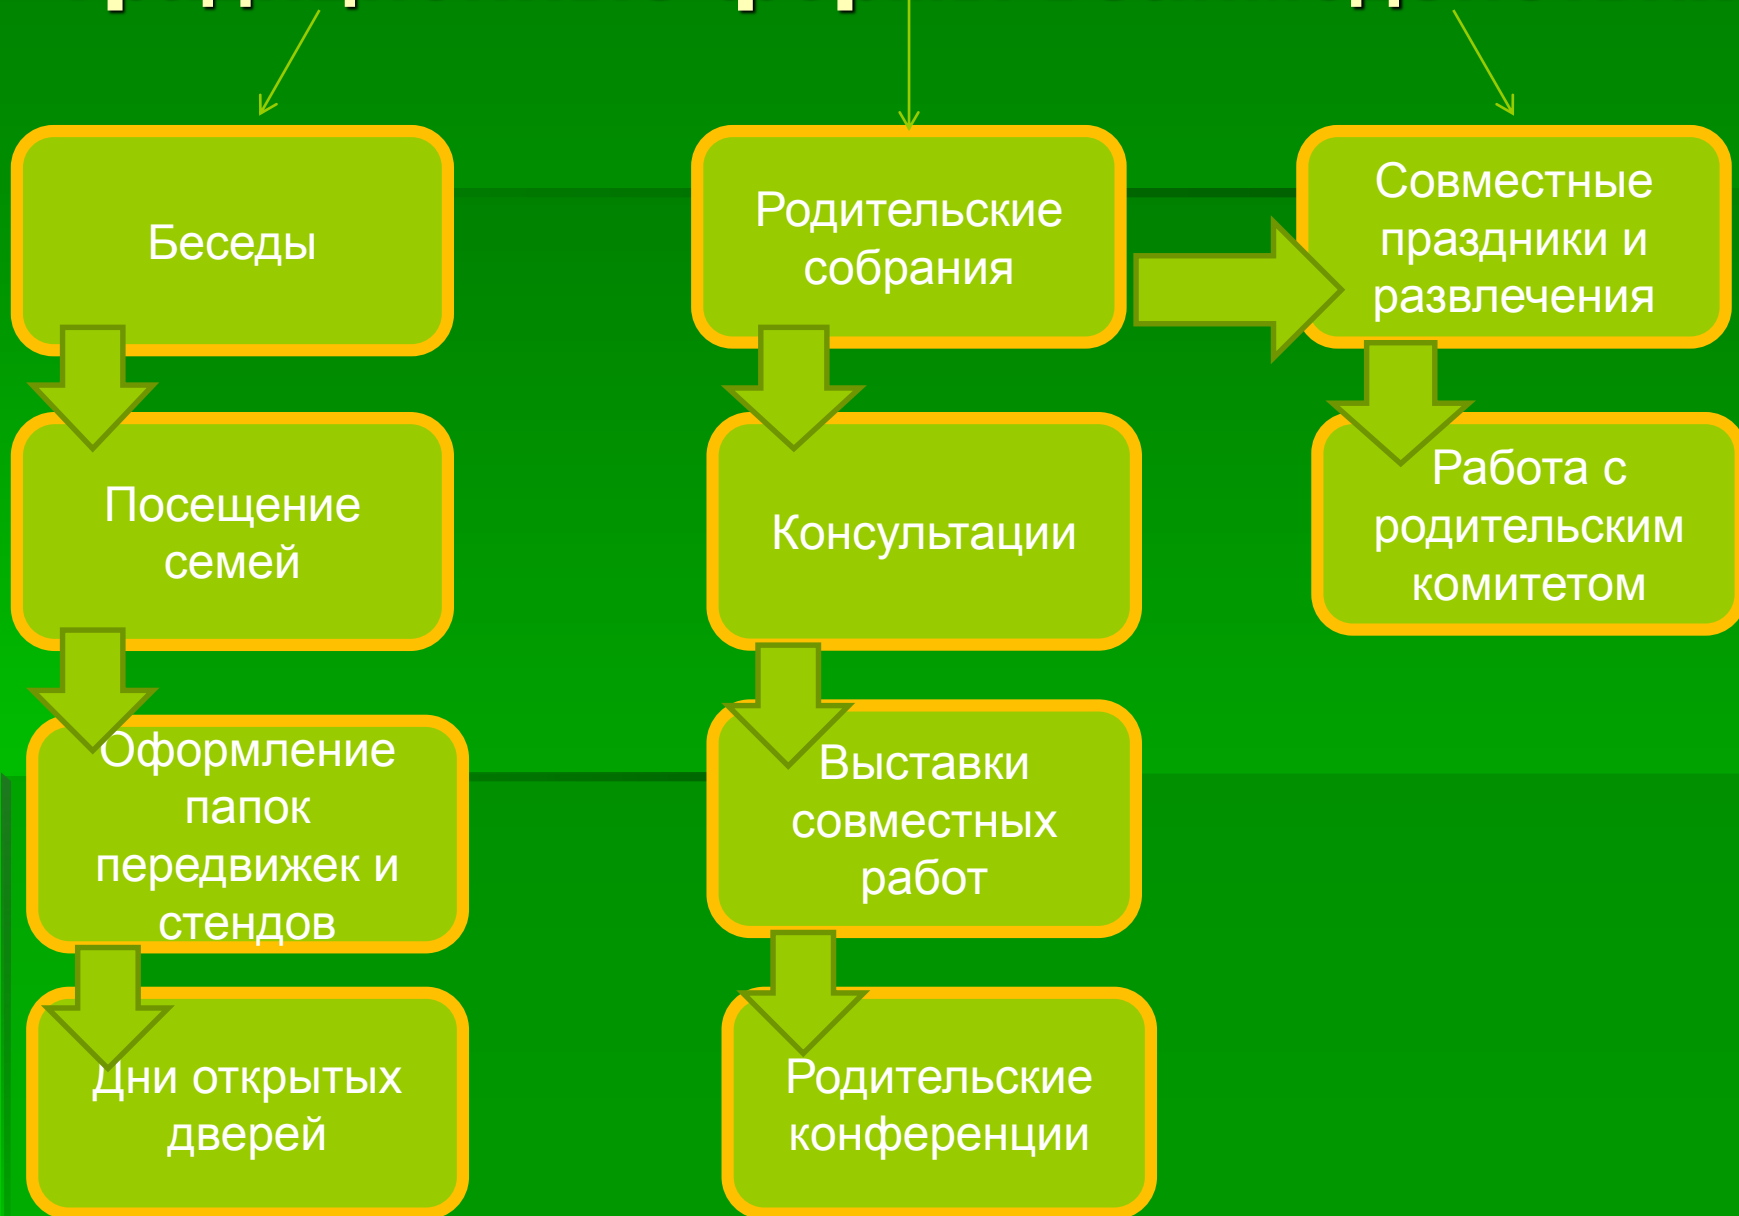 Беседы
Родительские
собрания
Совместные
праздники и
развлечения
Посещение
семей
Консультации
Работа с
родительским
комитетом
Оформление
папок
передвижек и
стендов
Выставки
совместных
работ
Дни открытых
дверей
Родительские
конференции